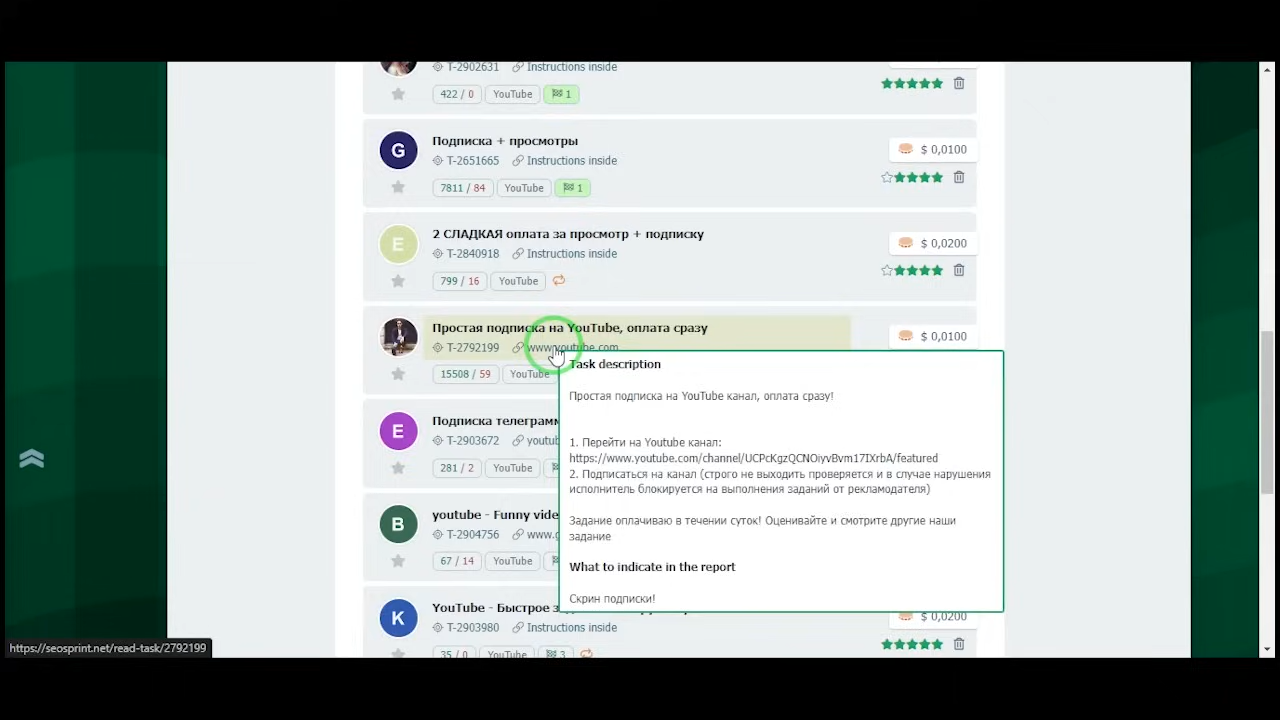 T-2902631 Instructions inside
422 / 0 YouTube 1
Подписка + просмотры
G
T-2651665 Instructions inside
$ 0,0100
7811 / 84 YouTube 1
2 СЛАДКАЯ оплата за просмотр + подписку
E
T-2840918 Instructions inside
$ 0,0200
799 / 16 YouTube
Простая подписка на YouTube, оплата сразу
T-2792199 www.youtube.com
$ 0,0100
15508 / 59 YouTube
Task description
Простая подписка на YouTube канал, оплата сразу!
1. Перейти на Youtube канал:
https://www.youtube.com/channel/UCPcKgzQCNOiyvBvm17IXrbA/featured
2. Подписаться на канал (строго не выходить проверяется и в случае нарушения
исполнитель блокируется на выполнения заданий от рекламодателя)
Задание оплачиваю в течении суток! Оценивайте и смотрите другие наши
задание
What to indicate in the report
Скрин подписки!
Подписка телеграмм
E
T-2903672 youtu
281 / 2 YouTube
youtube - Funny vide
B
T-2904756 www.g
67 / 14 YouTube
YouTube - Быстрое з
K
T-2903980 Instructions inside
$ 0,0200
35 / 0 YouTube 3
https://seosprint.net/read-task/2792199